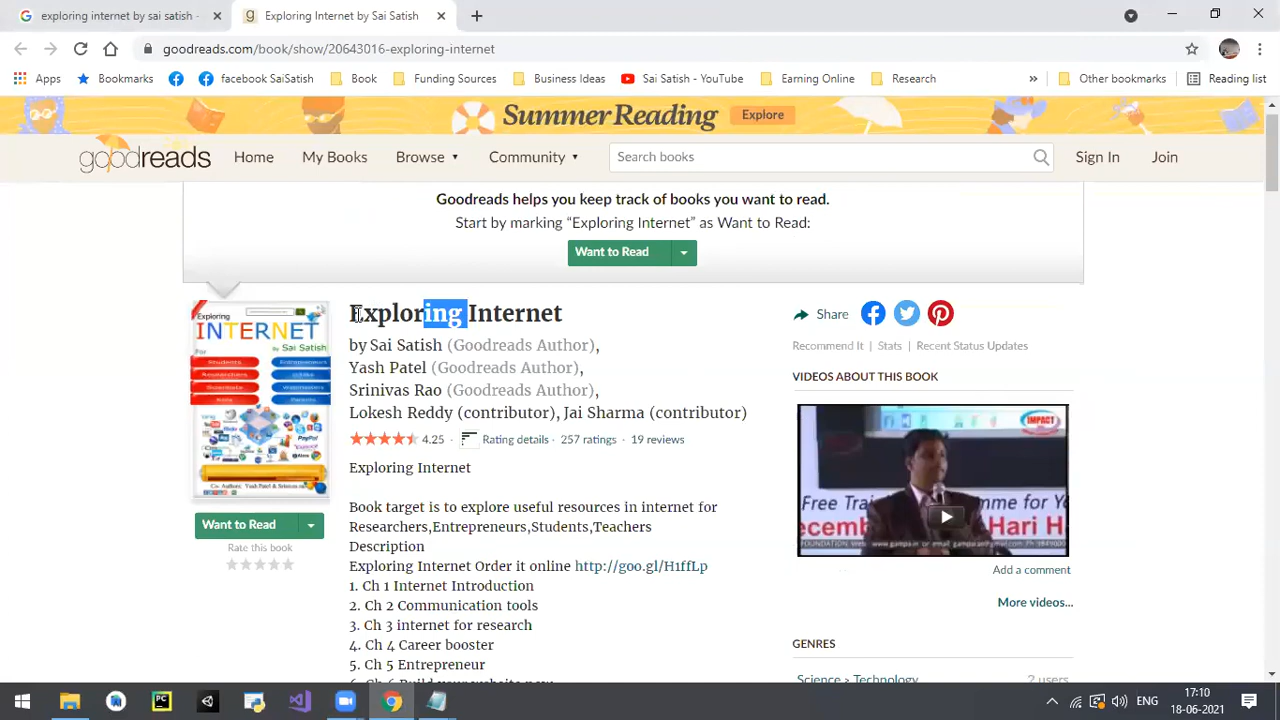 exploring internet by sai satish
Exploring Internet by Sai Satish
goodreads.com/book/show/20643016-exploring-internet
Apps Bookmarks facebook SaiSatish Book Funding Sources Business Ideas Sai Satish - YouTube Earning Online Research » Other bookmarks Reading list
Summer Reading Explore
goodreads Home My Books Browse Community Search books Sign In Join
Goodreads helps you keep track of books you want to read.
Start by marking “Exploring Internet” as Want to Read:
Want to Read
Exploring
INTERNET
By Sai Satish
For
Want to Read
Rate this book
Exploring Internet
by Sai Satish (Goodreads Author),
Yash Patel (Goodreads Author),
Srinivas Rao (Goodreads Author),
Lokesh Reddy (contributor), Jai Sharma (contributor)
4.25 · Rating details · 257 ratings · 19 reviews
Exploring Internet
Book target is to explore useful resources in internet for
Researchers,Entrepreneurs,Students,Teachers
Description
Exploring Internet Order it online http://goo.gl/H1ffLp
1. Ch 1 Internet Introduction
2. Ch 2 Communication tools
3. Ch 3 internet for research
4. Ch 4 Career booster
5. Ch 5 Entrepreneur
Share
Recommend It | Stats | Recent Status Updates
VIDEOS ABOUT THIS BOOK
IMPACT
Free Tra
me for Yo
ecemb
Hari H
Add a comment
More videos...
GENRES
Science > Technology 2 users
ENG 17:10
18-06-2021